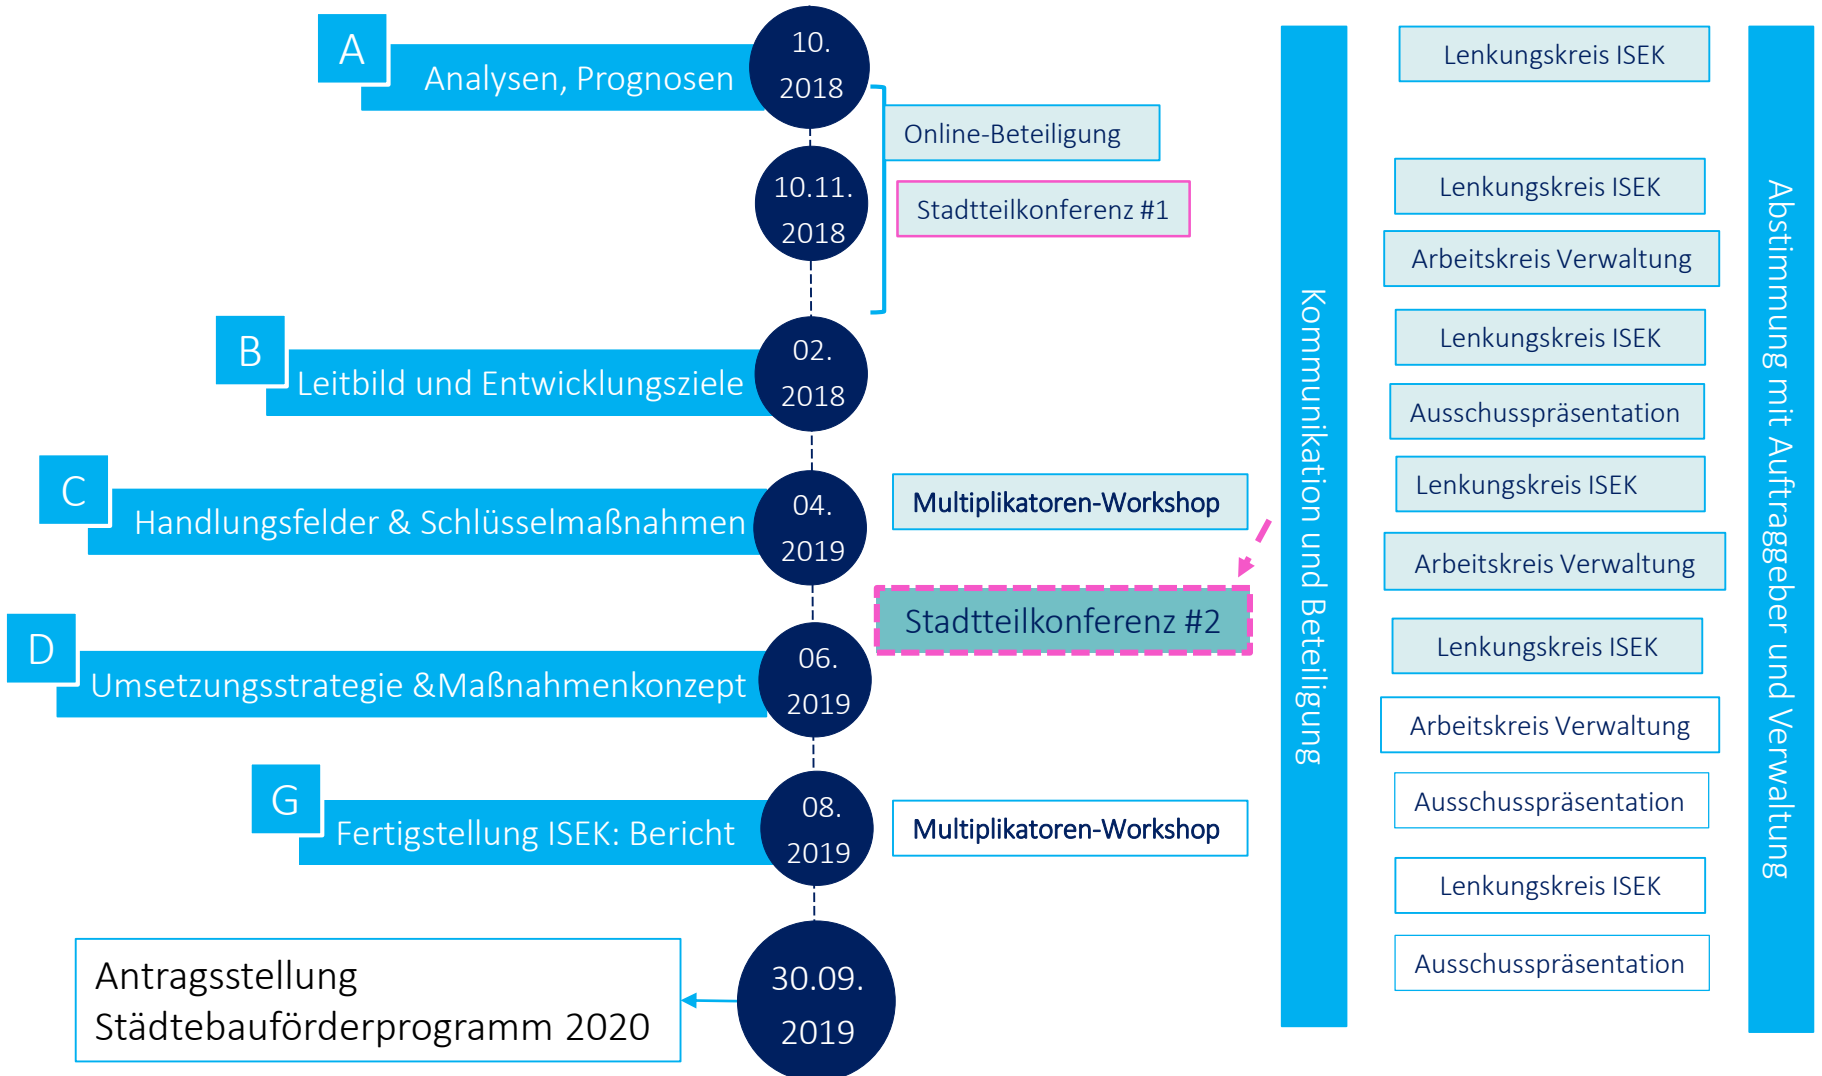 A
Analysen, Prognosen
10.
2018
Online-Beteiligung
10.11.
2018
Stadtteilkonferenz #1
B
Leitbild und Entwicklungsziele
02.
2018
C
Handlungsfelder & Schlüsselmaßnahmen
04.
2019
Multiplikatoren-Workshop
Stadtteilkonferenz #2
D
Umsetzungsstrategie &Maßnahmenkonzept
06.
2019
G
Fertigstellung ISEK: Bericht
08.
2019
Multiplikatoren-Workshop
Antragsstellung
Städtebauförderprogramm 2020
30.09.
2019
Kommunikation und Beteiligung
Lenkungskreis ISEK
Lenkungskreis ISEK
Arbeitskreis Verwaltung
Lenkungskreis ISEK
Ausschusspräsentation
Lenkungskreis ISEK
Arbeitskreis Verwaltung
Lenkungskreis ISEK
Arbeitskreis Verwaltung
Ausschusspräsentation
Lenkungskreis ISEK
Ausschusspräsentation
Abstimmung mit Auftraggeber und Verwaltung